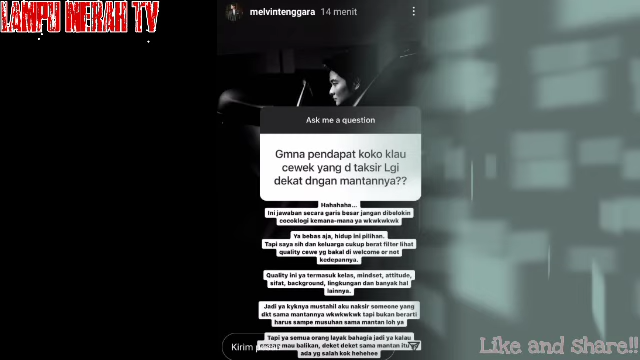 LAMPU MERAH TV
melvintenggara 14 menit
Ask me a question
Gmna pendapat koko klau
cewek yang d taksir Lgi
dekat dngan mantannya??
Hahahaha...
Ini jawaban secara garis besar jangan dibelokin
cocoklogi kemana-mana ya wkwkwkwk
Ya bebas aja, hidup ini pilihan.
Tapi saya sih dan keluarga cukup berat filter lihat
quality cewe yg bakal di welcome or not
kedepannya.
Quality ini ya termasuk kelas, mindset, attitude,
sifat, background, lingkungan dan banyak hal
lainnya.
Jadi ya kyknya mustahil aku naksir someone yang
dkt sama mantannya wkwkwkwk tapi bukan berarti
harus sampe musuhan sama mantan loh ya
Tapi ya semua orang layak bahagia jadi ya kalau
emang mau balikan, deket deket sama mantan itu
ada yg salah kok hehehee
Kirim
Like and Share!!